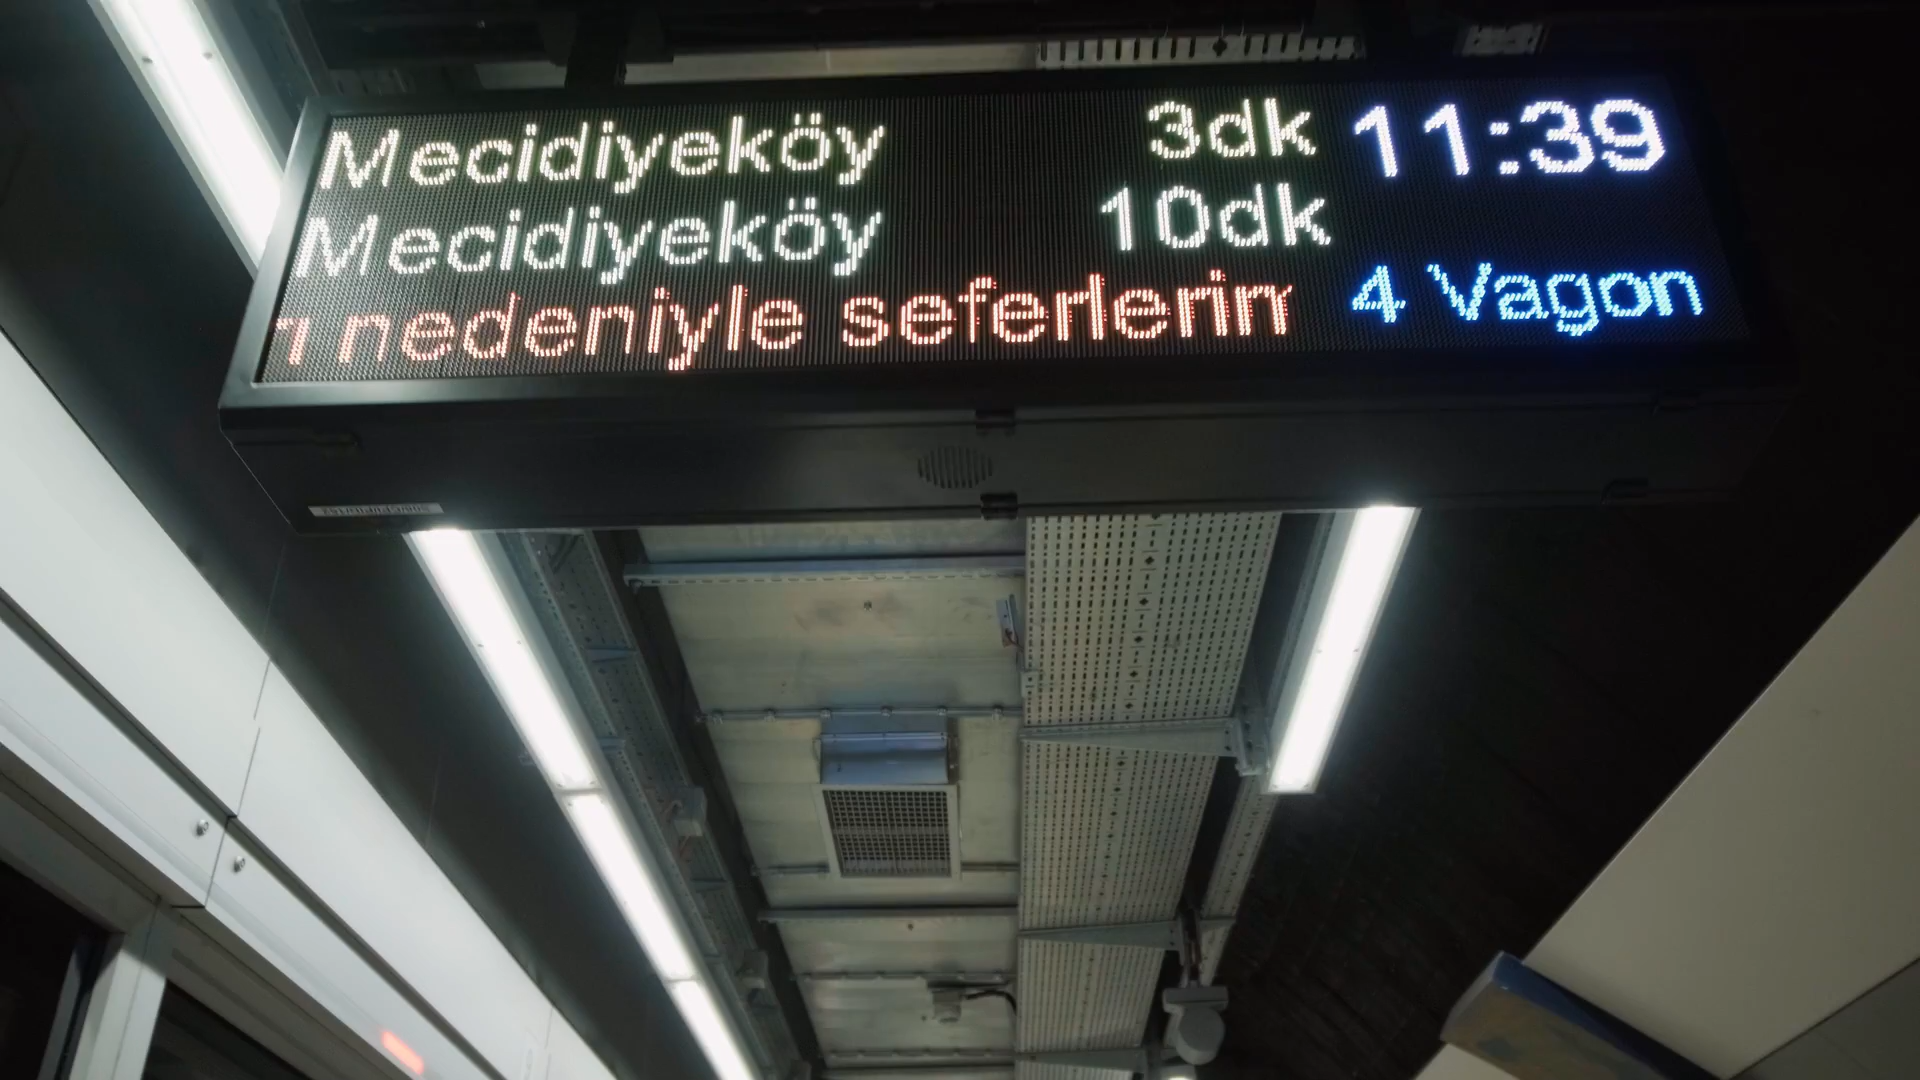 Mecidiyeköy 3dk 11:39
Mecidiyeköy 10dk
nedeniyle seferlerin 4 Vagon